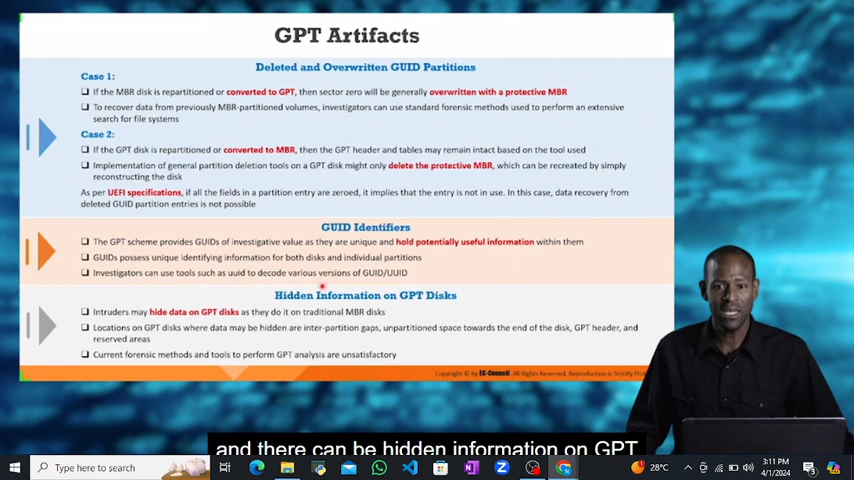 GPT Artifacts
Deleted and Overwritten GUID Partitions
Case 1:
If the MBR disk is repartitioned or converted to GPT, then sector zero will be generally overwritten with a protective MBR
To recover data from previously MBR-partitioned volumes, investigators can use standard forensic methods used to perform an extensive
search for file systems
Case 2:
If the GPT disk is repartitioned or converted to MBR, then the GPT header and tables may remain intact based on the tool used
Implementation of general partition deletion tools on a GPT disk might only delete the protective MBR, which can be recreated by simply
reconstructing the disk
As per UEFI specifications, if all the fields in a partition entry are zeroed, it implies that the entry is not in use. In this case, data recovery from
deleted GUID partition entries is not possible
GUID Identifiers
The GPT scheme provides GUIDs of investigative value as they are unique and hold potentially useful information within them
GUIDs possess unique identifying information for both disks and individual partitions
Investigators can use tools such as uuid to decode various versions of GUID/UUID
Hidden Information on GPT Disks
Intruders may hide data on GPT disks as they do it on traditional MBR disks
Locations on GPT disks where data may be hidden are inter-partition gaps, unpartitioned space towards the end of the disk, GPT header, and
reserved areas
Current forensic methods and tools to perform GPT analysis are unsatisfactory
Copyright © by EC-Council. All Rights Reserved. Reproduction is Strictly
and there can be hidden information on GPT
Type here to search
28°C
3:11 PM
4/1/2024